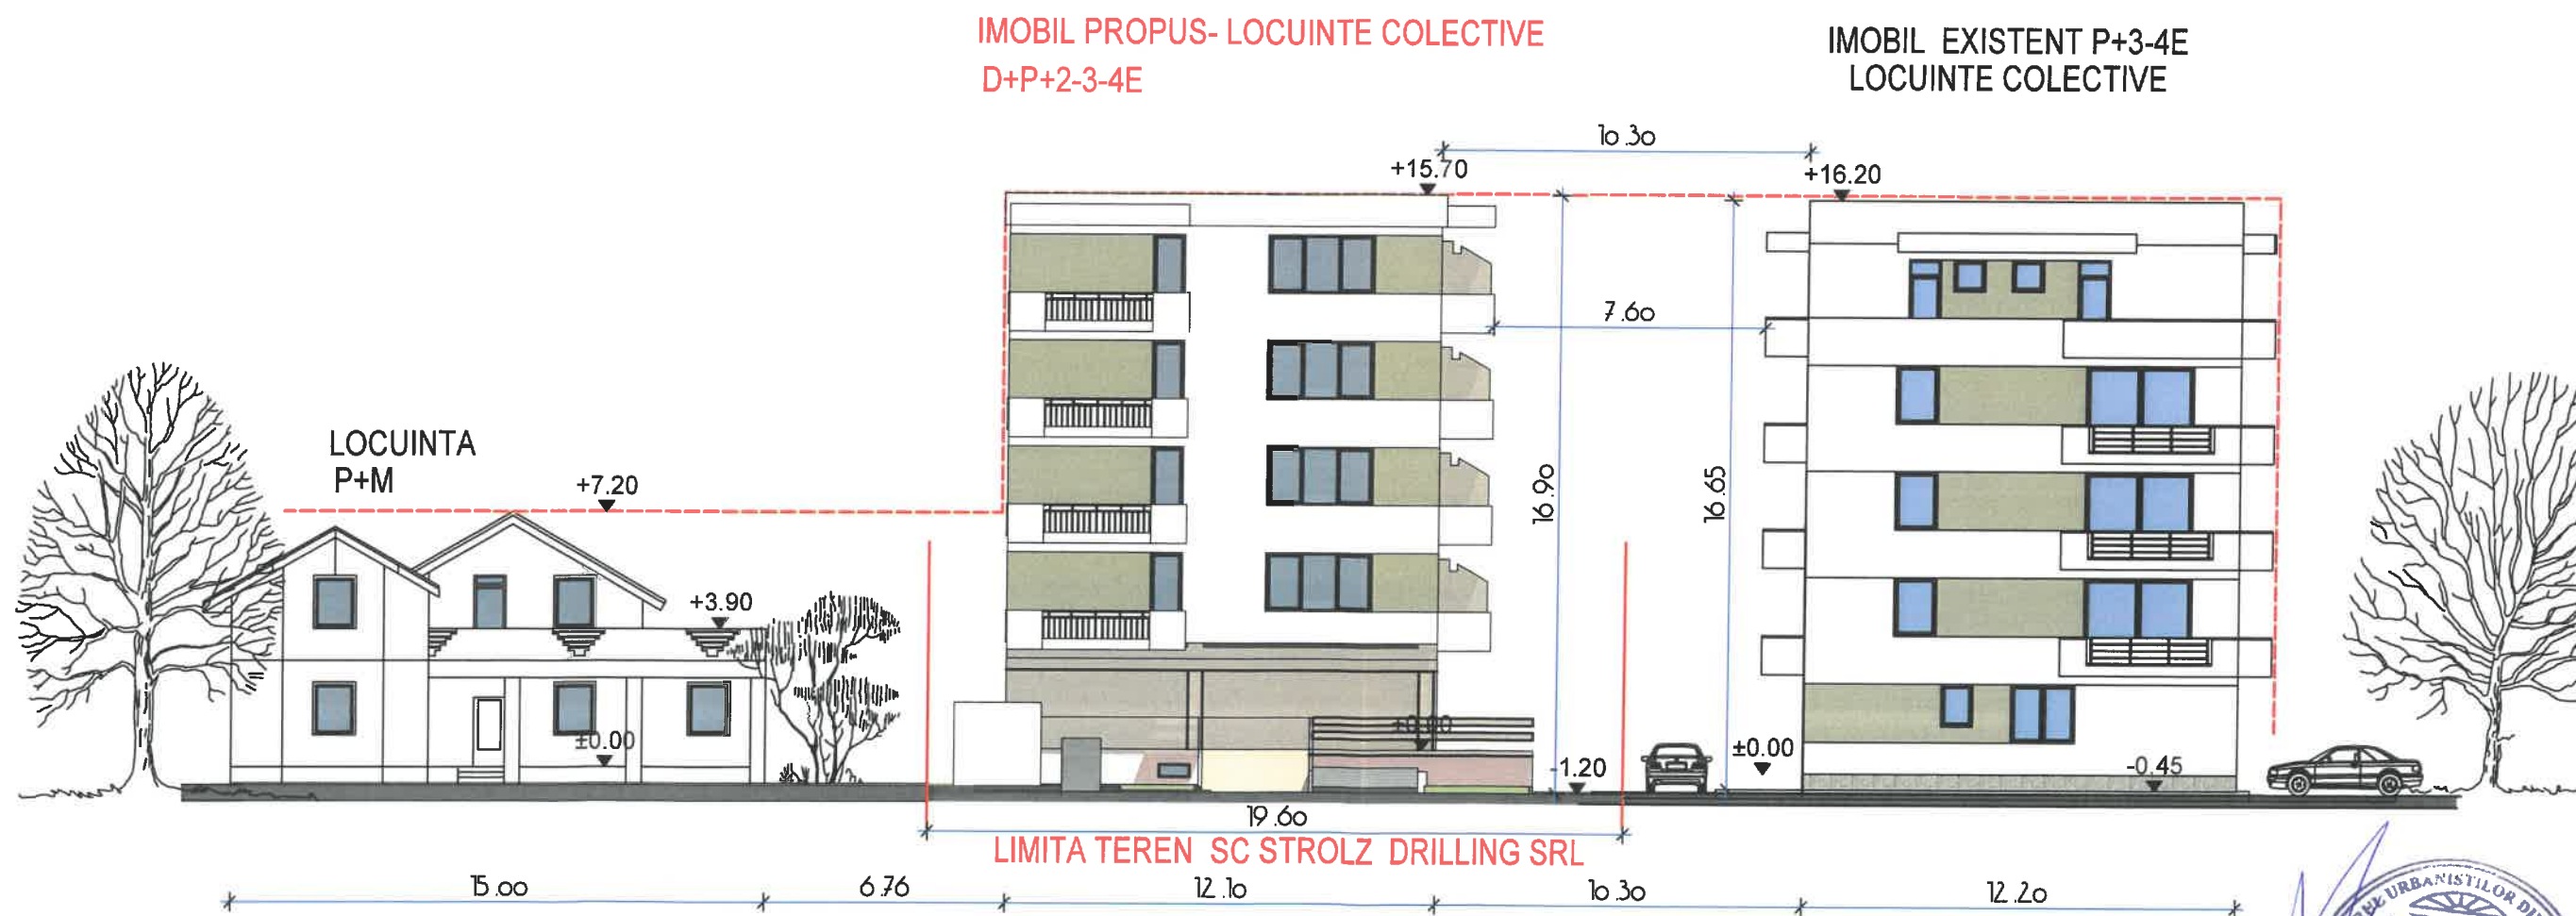 IMOBIL PROPUS- LOCUINTE COLECTIVE
D+P+2-3-4E
IMOBIL EXISTENT P+3-4E
LOCUINTE COLECTIVE
10.30
+15.70
+16.20
7.60
LOCUINTA
P+M
+7.20
16.90
16.65
+3.90
±0.00
±0.00
±0.00
-1.20
-0.45
19.60
LIMITA TEREN SC STROLZ DRILLING SRL
15.00
6.76
12.10
10.30
12.20
URBANISTILOR DIN